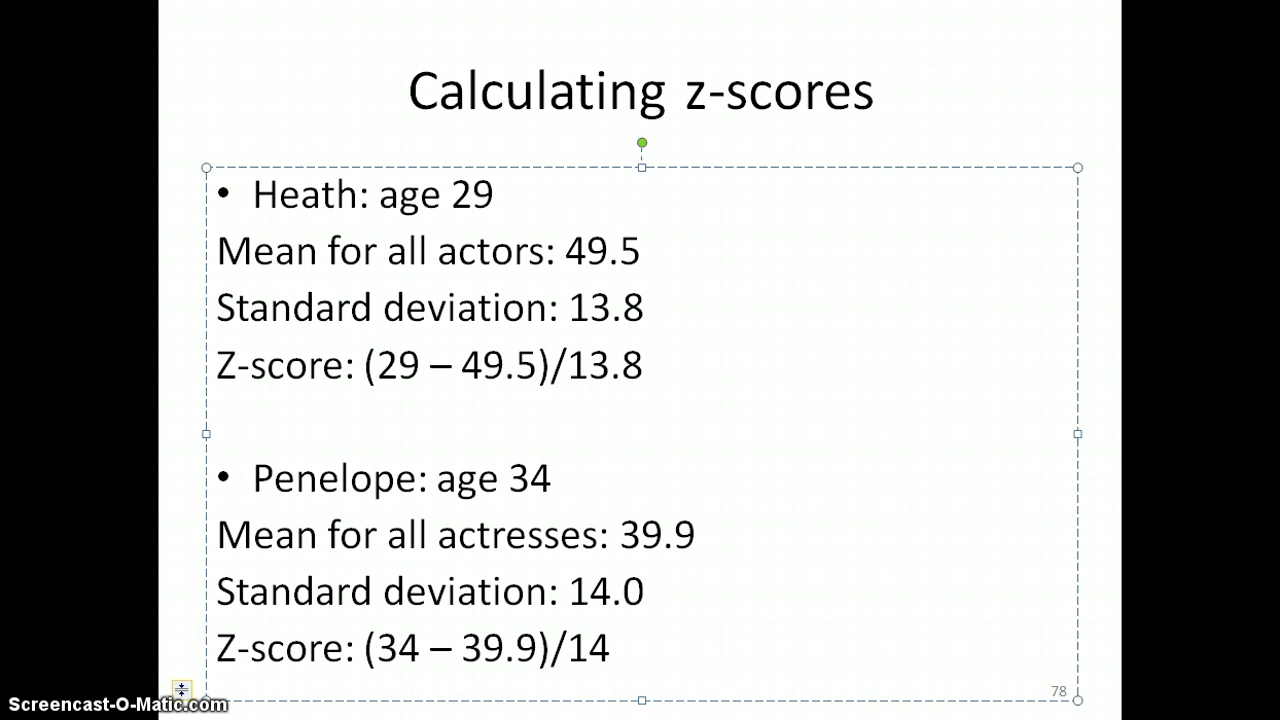 Calculating z-scores
• Heath: age 29
Mean for all actors: 49.5
Standard deviation: 13.8
Z-score: (29 – 49.5)/13.8
• Penelope: age 34
Mean for all actresses: 39.9
Standard deviation: 14.0
Z-score: (34 – 39.9)/14
78
Screencast-O-Matic.com